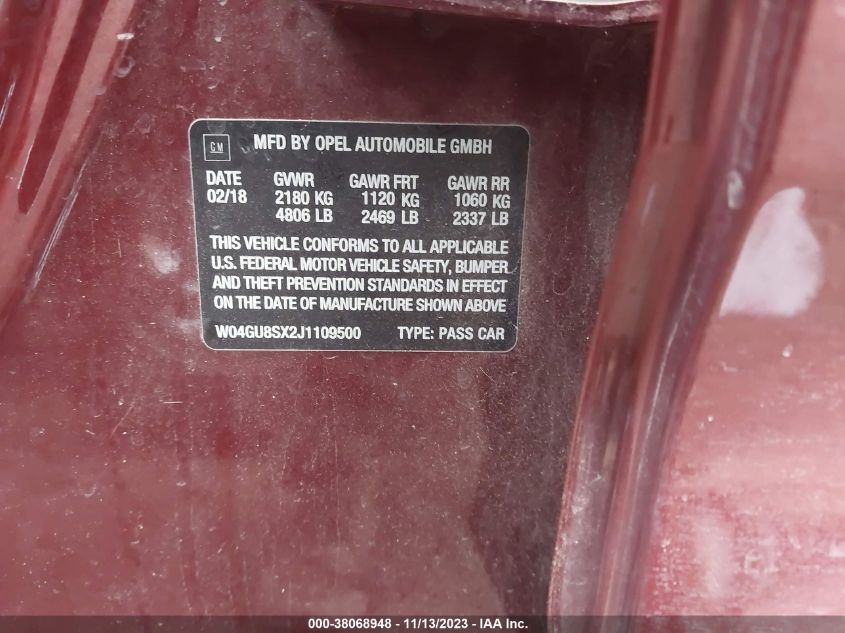 GM MFD BY OPEL AUTOMOBILE GMBH
DATE GVWR GAWR FRT GAWR RR
02/18 2180 KG 1120 KG 1060 KG
4806 LB 2469 LB 2337 LB
THIS VEHICLE CONFORMS TO ALL APPLICABLE
U.S. FEDERAL MOTOR VEHICLE SAFETY, BUMPER
AND THEFT PREVENTION STANDARDS IN EFFECT
ON THE DATE OF MANUFACTURE SHOWN ABOVE
W04GU8SX2J1109500 TYPE: PASS CAR
000-38068948 - 11/13/2023 - IAA Inc.